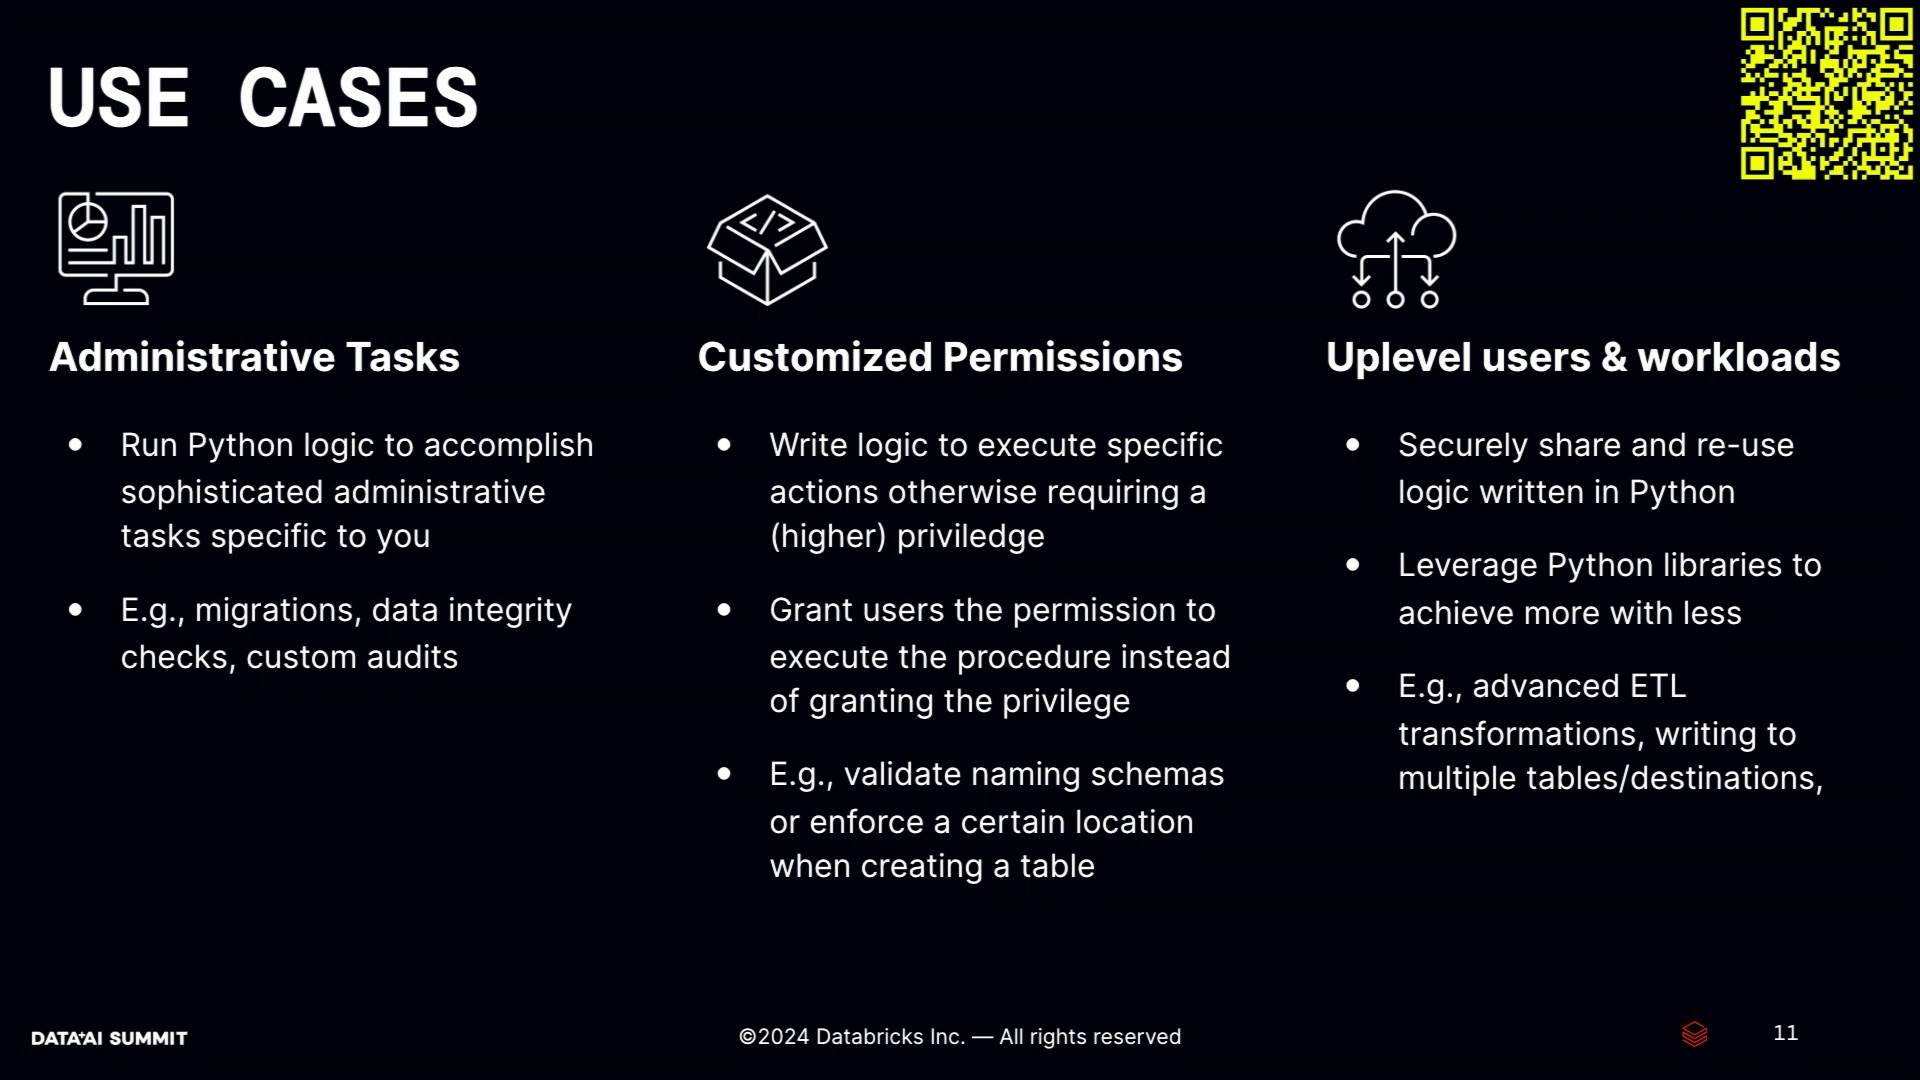 USE CASES
Administrative Tasks
Run Python logic to accomplish
sophisticated administrative
tasks specific to you
E.g., migrations, data integrity
checks, custom audits
Customized Permissions
Write logic to execute specific
actions otherwise requiring a
(higher) priviledge
Grant users the permission to
execute the procedure instead
of granting the privilege
E.g., validate naming schemas
or enforce a certain location
when creating a table
Uplevel users & workloads
Securely share and re-use
logic written in Python
Leverage Python libraries to
achieve more with less
E.g., advanced ETL
transformations, writing to
multiple tables/destinations,
DATA+AI SUMMIT
©2024 Databricks Inc. — All rights reserved
11